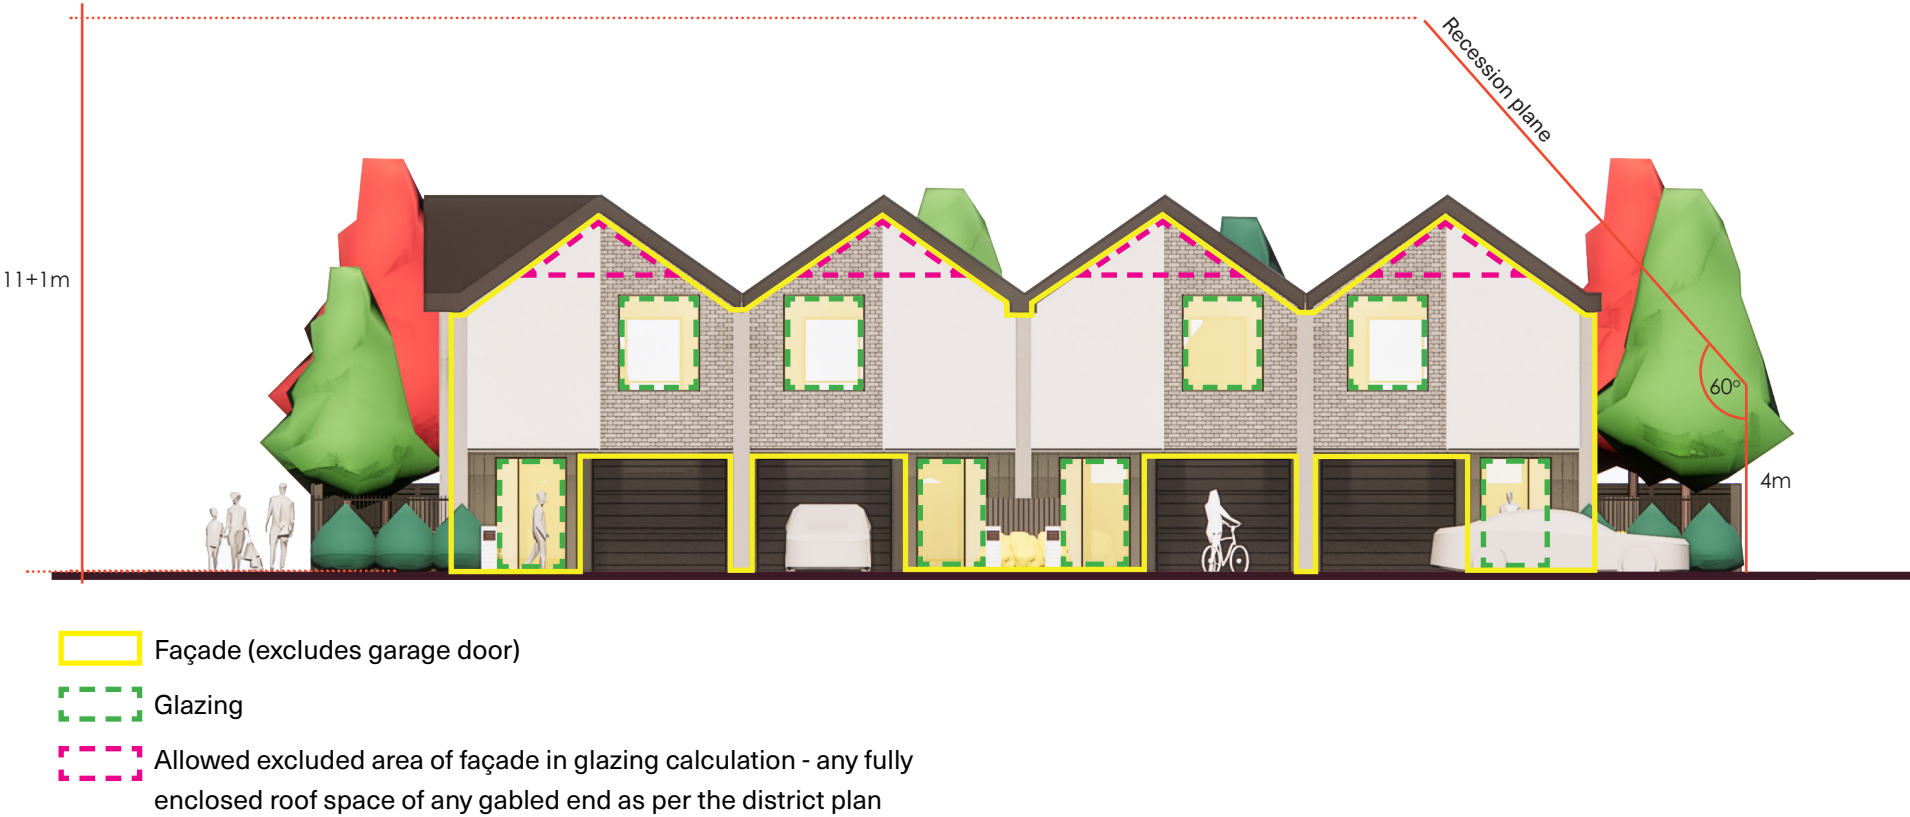 Recession plane
11+1m
60°
4m
Façade (excludes garage door)
Glazing
Allowed excluded area of façade in glazing calculation - any fully
enclosed roof space of any gabled end as per the district plan